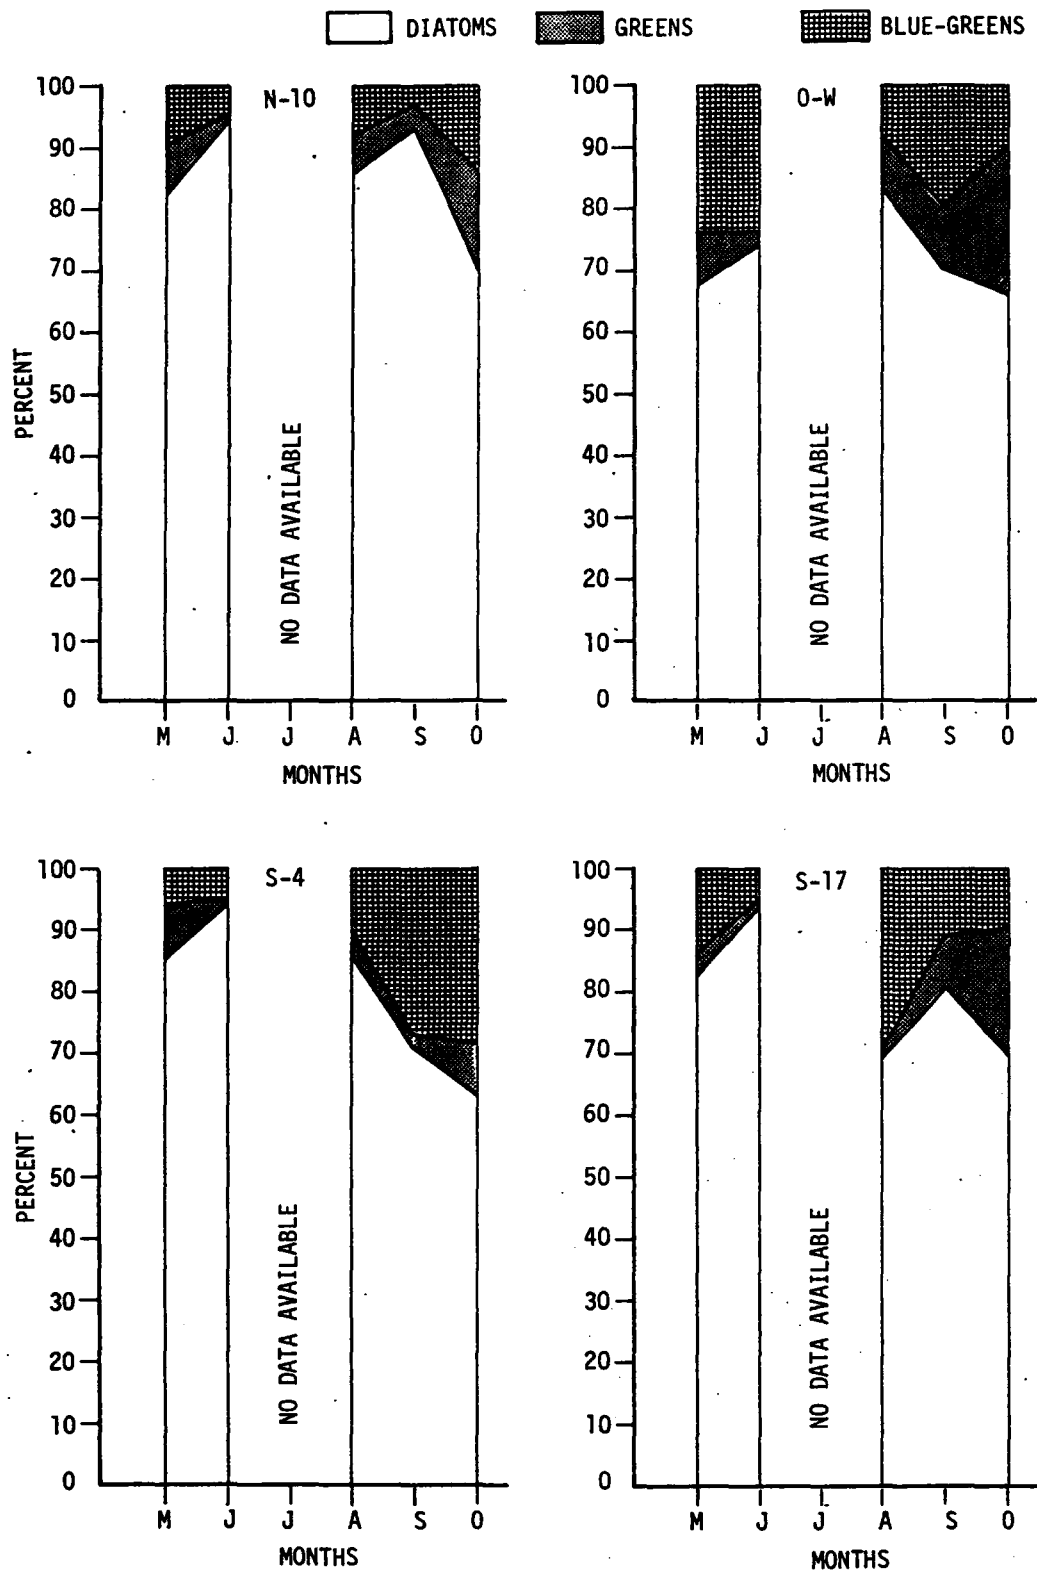 DIATOMS GREENS BLUE-GREENS
N-10
100
90
80
70
60
50
40
30
20
10
0
PERCENT
NO DATA AVAILABLE
M J J A S O
MONTHS
O-W
100
90
80
70
60
50
40
30
20
10
0
NO DATA AVAILABLE
M J J A S O
MONTHS
S-4
100
90
80
70
60
50
40
30
20
10
0
PERCENT
NO DATA AVAILABLE
M J J A S O
MONTHS
S-17
100
90
80
70
60
50
40
30
20
10
0
NO DATA AVAILABLE
M J J A S O
MONTHS